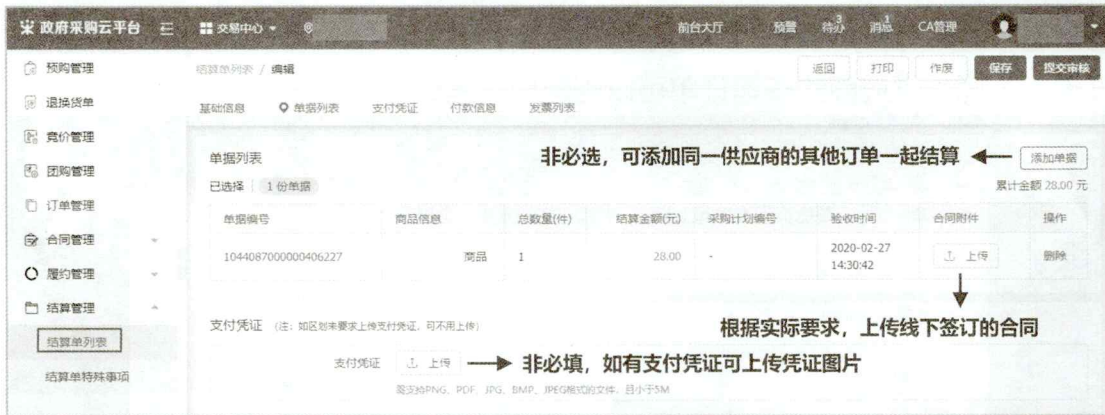 政府采购云平台
交易中心
前台大厅
预警
待办
3
消息
1
CA管理
预购管理
退换货单
竞价管理
团购管理
订单管理
合同管理
履约管理
结算管理
结算单列表
结算单特殊事项
结算单列表 / 编辑
返回
打印
作废
保存
提交审核
基础信息
单据列表
支付凭证
付款信息
发票列表
单据列表
非必选，可添加同一供应商的其他订单一起结算
添加单据
已选择 1 份单据
累计金额 28.00 元
单据编号 商品信息 总数量(件) 结算金额(元) 采购计划编号 验收时间 合同附件 操作
1044087000000406227 商品 1 28.00 - 2020-02-27 14:30:42 上传 删除
根据实际要求，上传线下签订的合同
支付凭证 (注：如区划未要求上传支付凭证，可不用上传)
支付凭证 上传 非必填，如有支付凭证可上传凭证图片
需支持PNG、PDF、JPG、BMP、JPEG格式的文件，且小于5M